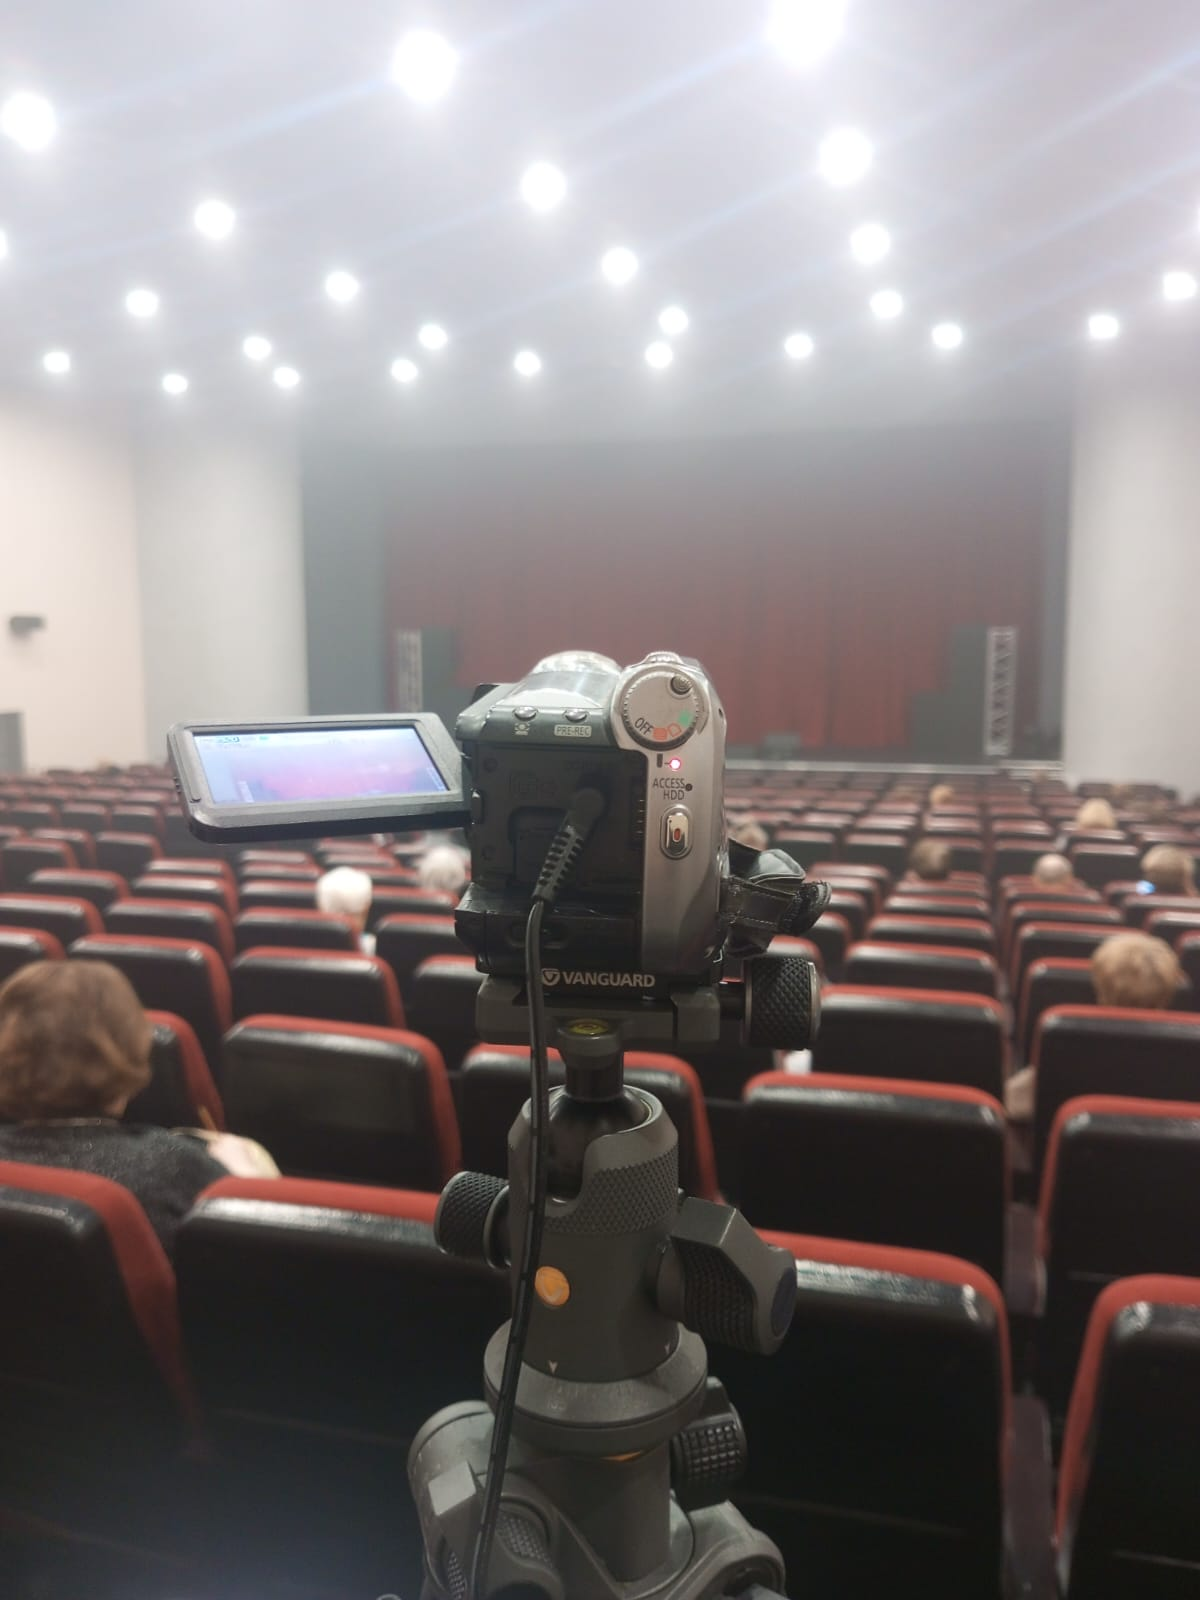 PRE-REC
OFF
ACCESS
HDD
VANGUARD